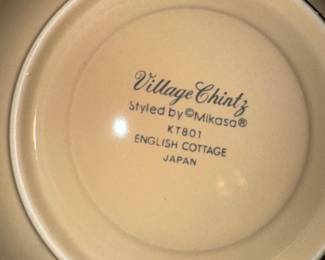 Village Chintz
Styled by ©Mikasa®
KT801
ENGLISH COTTAGE
JAPAN